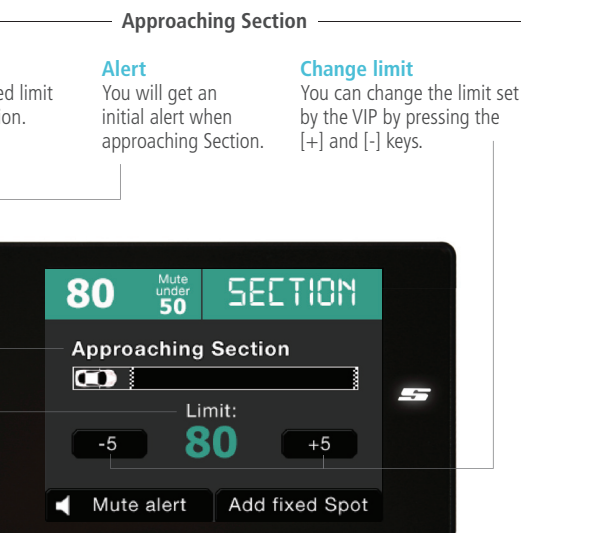 Approaching Section
ed limit
ion.
Alert
You will get an
initial alert when
approaching Section.
Change limit
You can change the limit set
by the VIP by pressing the
[+] and [-] keys.
80
Mute
under
50
SECTION
Approaching Section
Limit:
-5
80
+5
Mute alert
Add fixed Spot